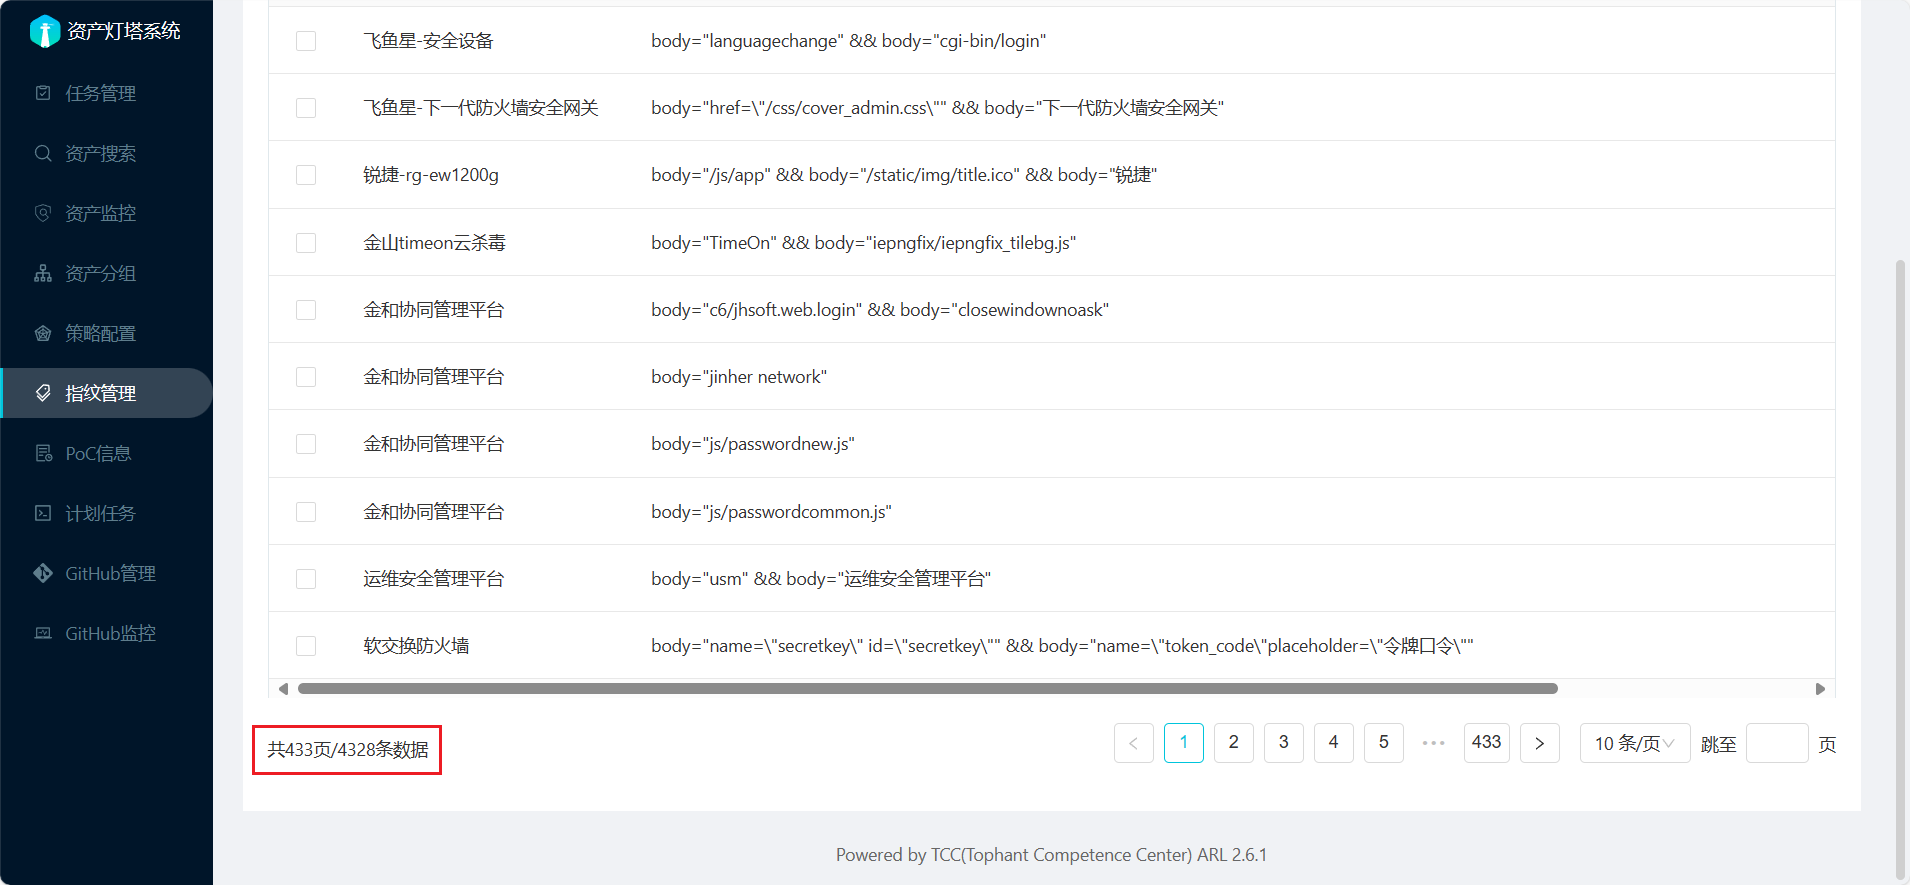 资产灯塔系统
任务管理
资产搜索
资产监控
资产分组
策略配置
指纹管理
PoC信息
计划任务
GitHub管理
GitHub监控
飞鱼星-安全设备 body="languagechange" && body="cgi-bin/login"
飞鱼星-下一代防火墙安全网关 body="href=\"/css/cover_admin.css\"" && body="下一代防火墙安全网关"
锐捷-rg-ew1200g body="/js/app" && body="/static/img/title.ico" && body="锐捷"
金山timeon云杀毒 body="TimeOn" && body="iepngfix/iepngfix_tilebg.js"
金和协同管理平台 body="c6/jhsoft.web.login" && body="closewindownoask"
金和协同管理平台 body="jinher network"
金和协同管理平台 body="js/passwordnew.js"
金和协同管理平台 body="js/passwordcommon.js"
运维安全管理平台 body="usm" && body="运维安全管理平台"
软交换防火墙 body="name=\"secretkey\" id=\"secretkey\"" && body="name=\"token_code\"placeholder=\"令牌口令\""
共433页/4328条数据 < 1 2 3 4 5 ••• 433 > 10 条/页 跳至 页
Powered by TCC(Tophant Competence Center) ARL 2.6.1